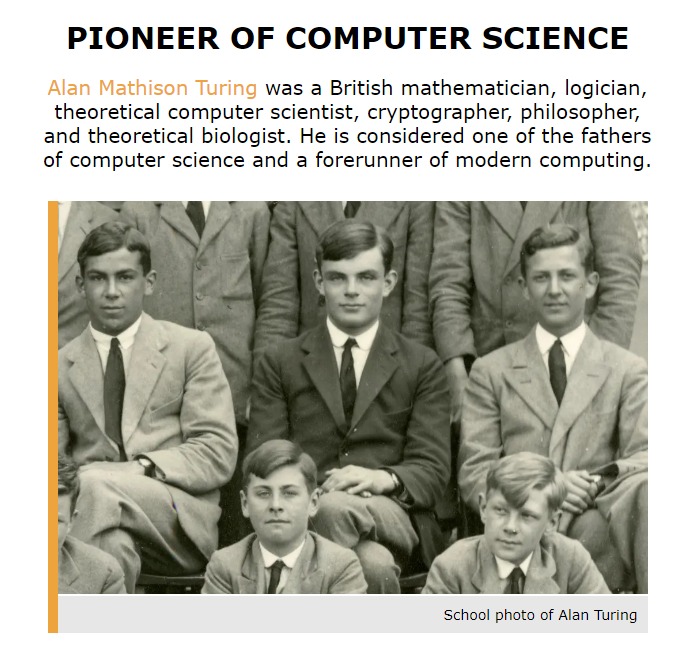 PIONEER OF COMPUTER SCIENCE
Alan Mathison Turing was a British mathematician, logician,
theoretical computer scientist, cryptographer, philosopher,
and theoretical biologist. He is considered one of the fathers
of computer science and a forerunner of modern computing.
School photo of Alan Turing